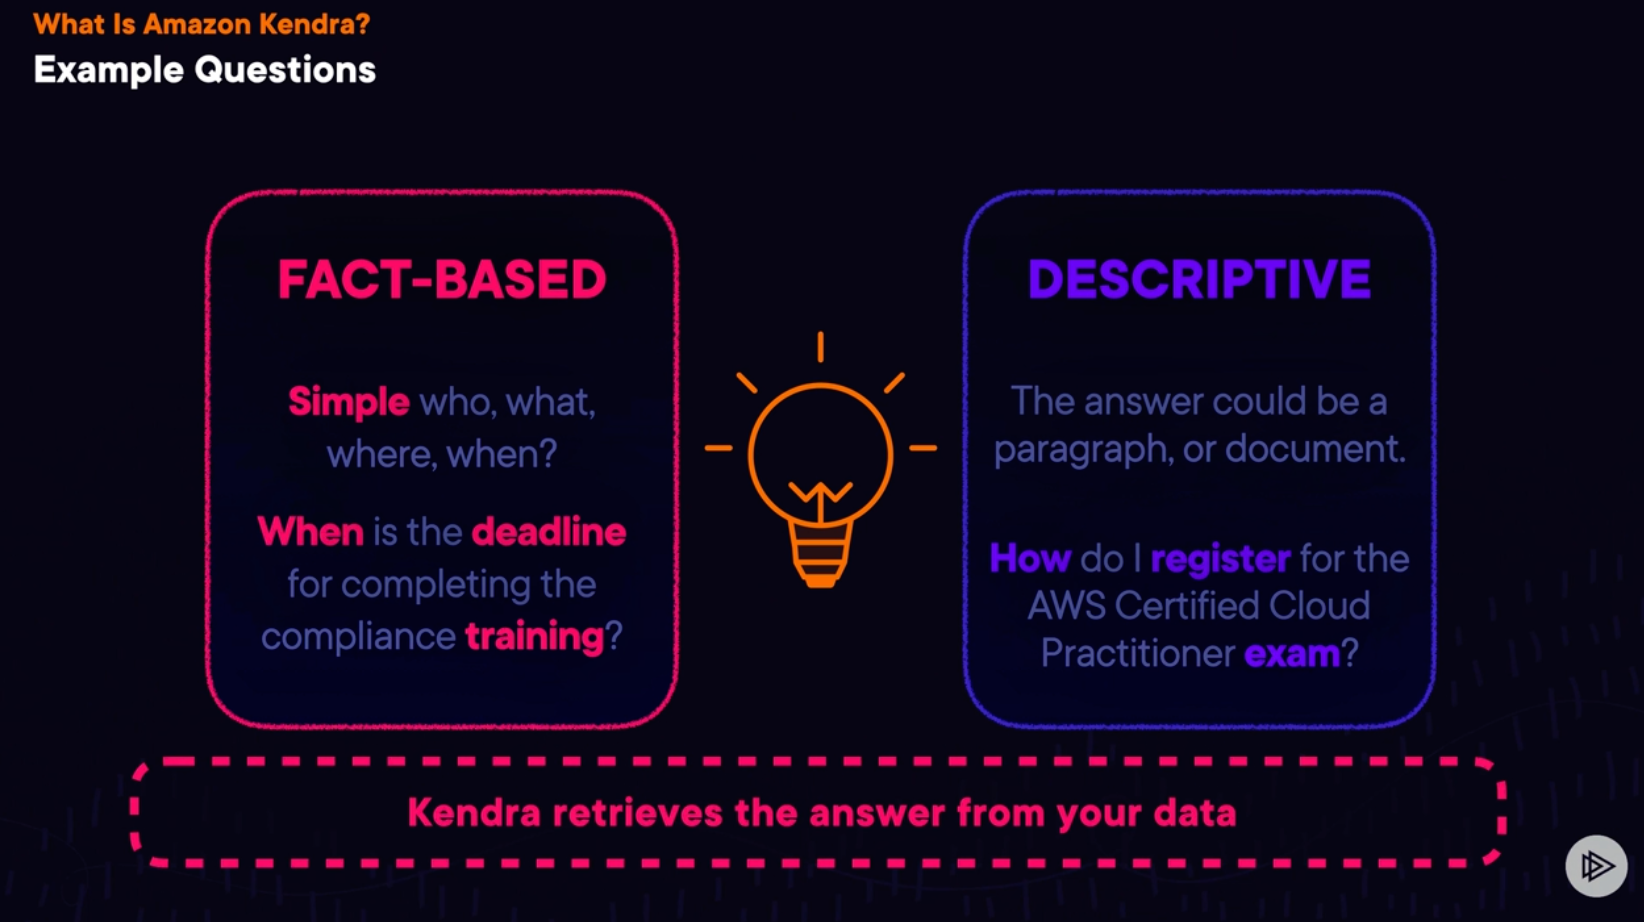 What Is Amazon Kendra?
Example Questions
FACT-BASED
Simple who, what,
where, when?
When is the deadline
for completing the
compliance training?
DESCRIPTIVE
The answer could be a
paragraph, or document.
How do I register for the
AWS Certified Cloud
Practitioner exam?
Kendra retrieves the answer from your data